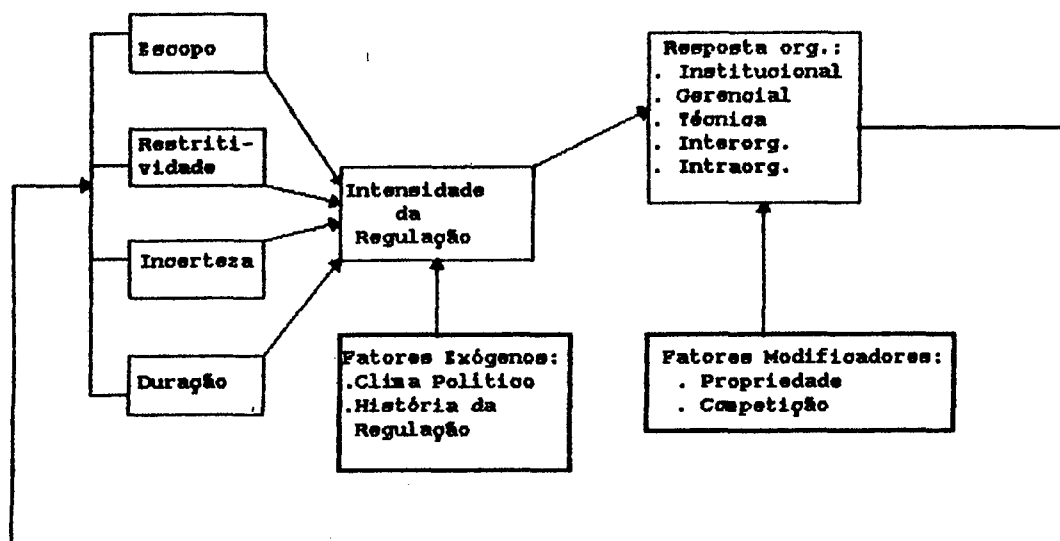 Escopo
Restriti-
vidade
Incerteza
Duração
Intensidade
da
Regulação
Fatores Exógenos:
.Clima Político
.História da
Regulação
Resposta org.:
. Institucional
. Gerencial
. Técnica
. Interorg.
. Intraorg.
Fatores Modificadores:
. Propriedade
. Competição